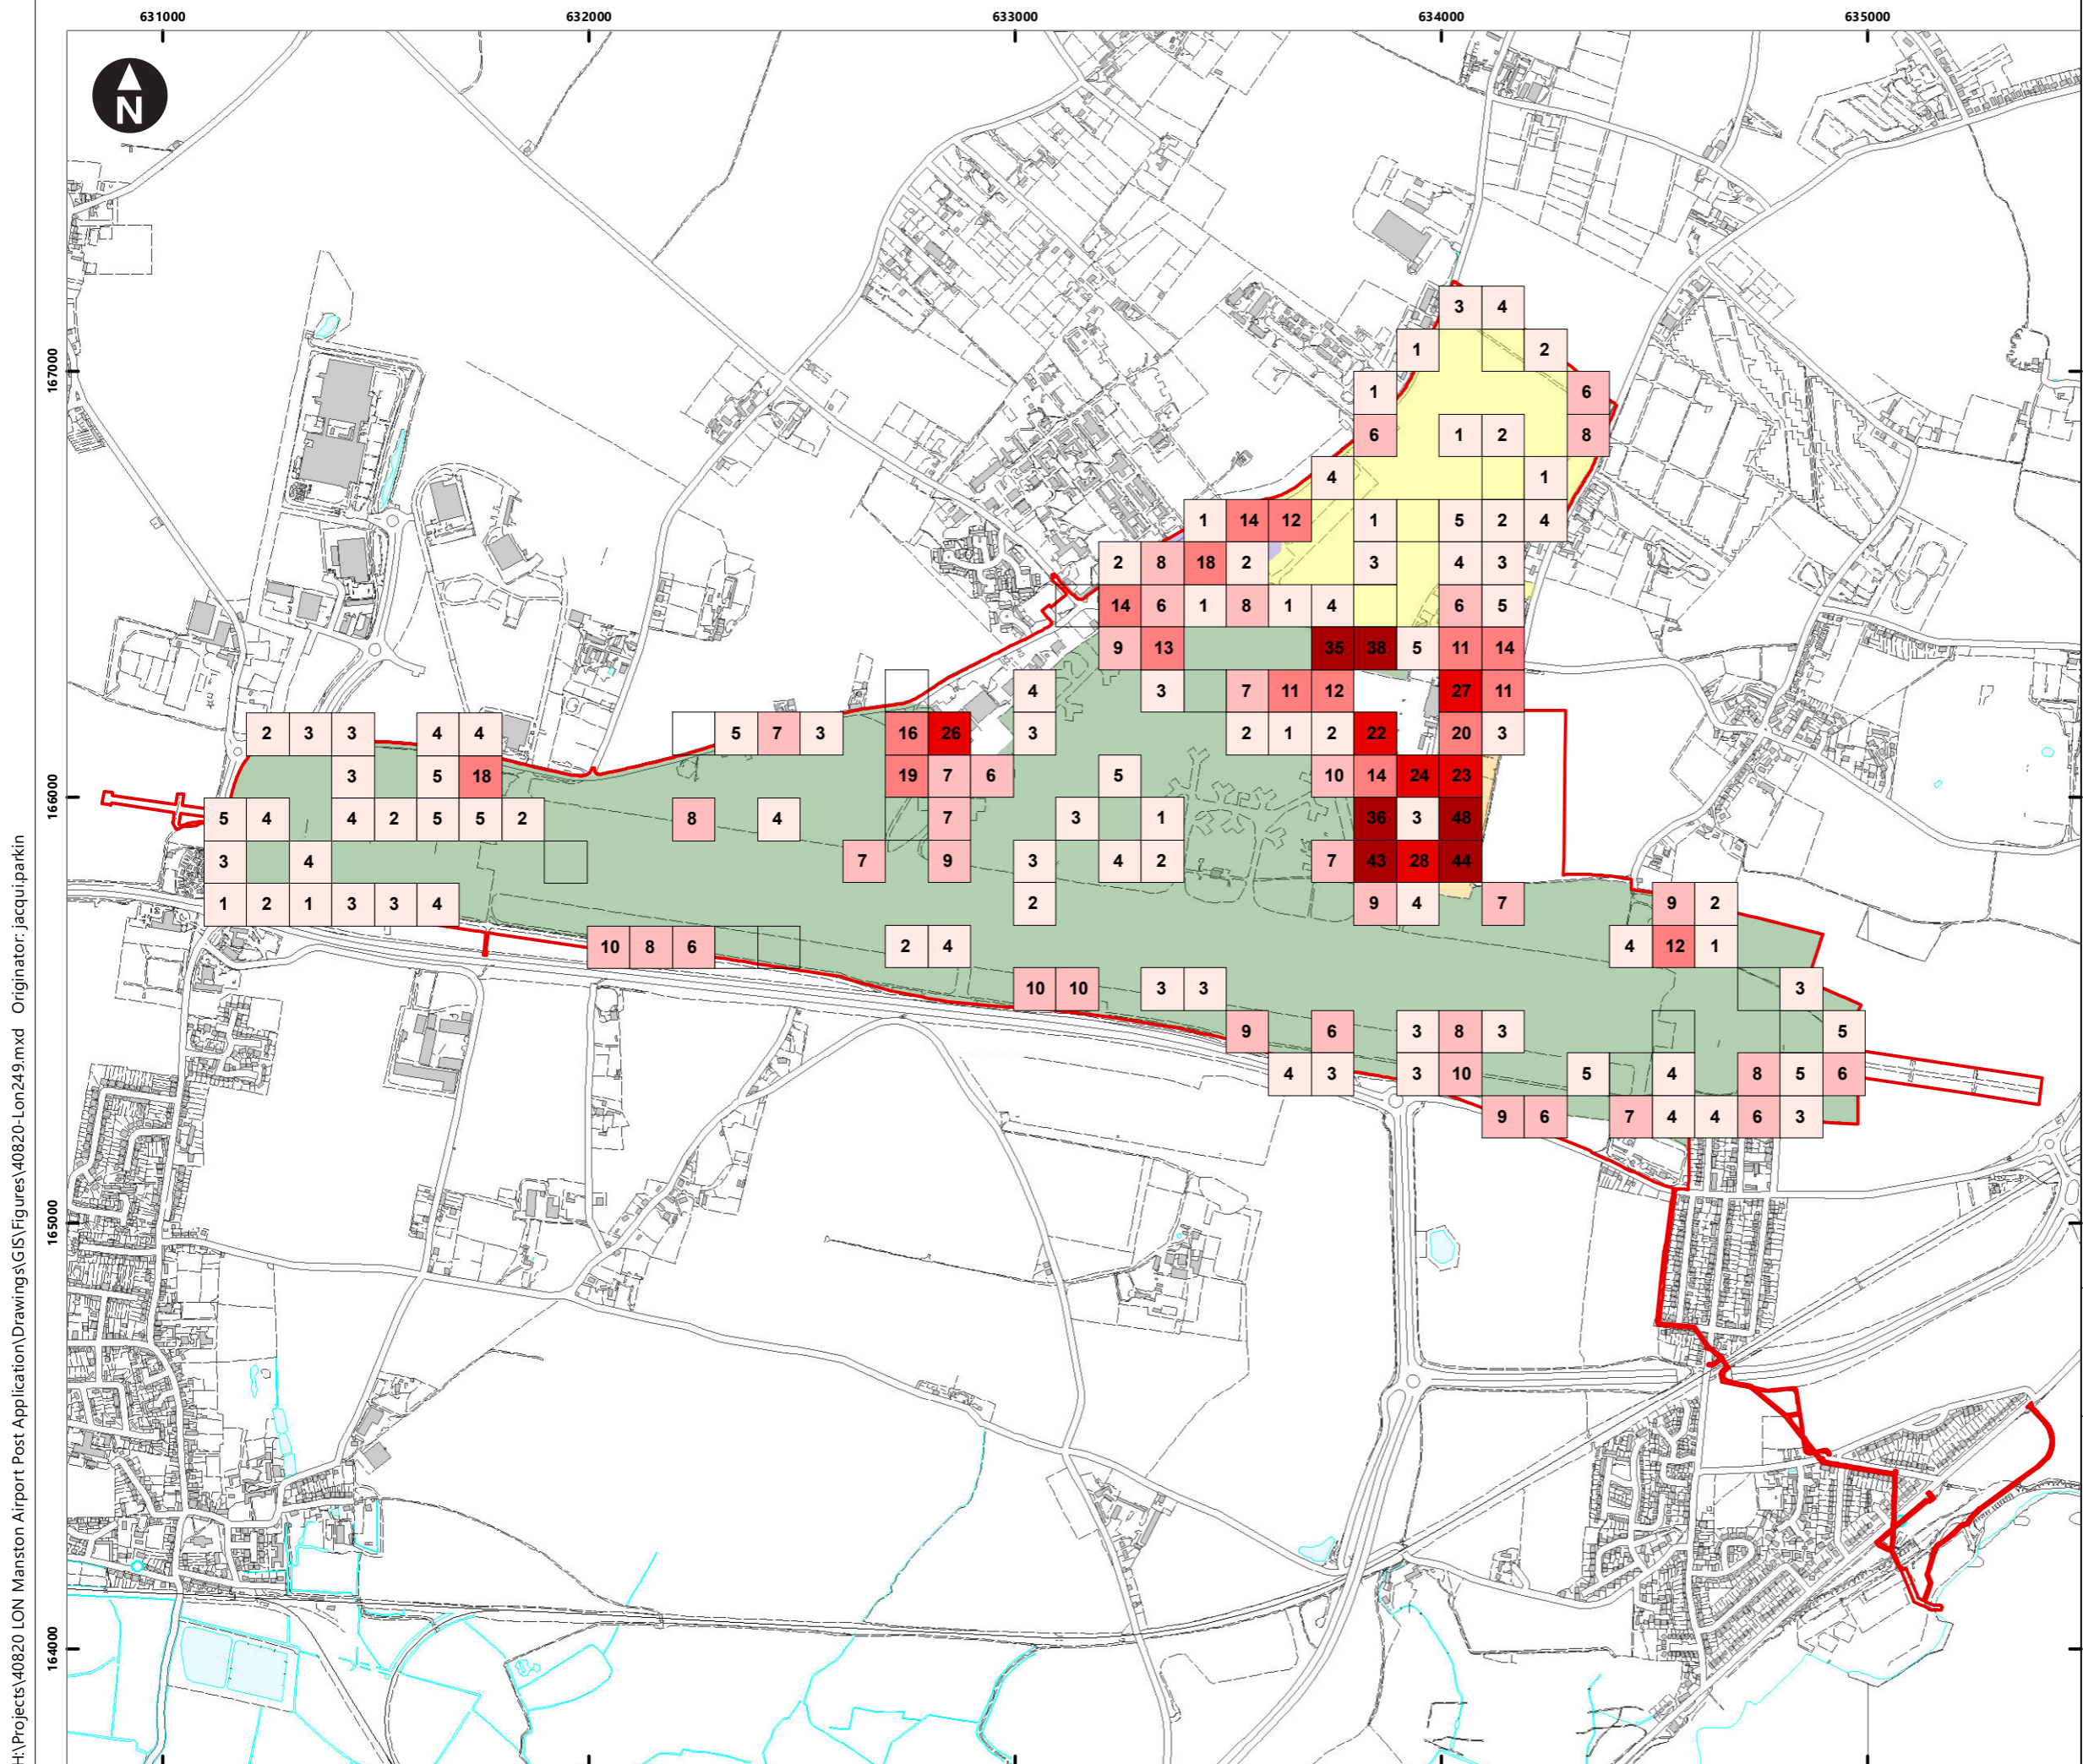 631000 632000 633000 634000 635000
N
3 4
1 2
167000
1 6
6 1 2 8
4 1
1 14 12 1 5 2 4
2 8 18 2 3 4 3
14 6 1 8 1 4 6 5
9 13 35 38 5 11 14
4 3 7 11 12 27 11
2 3 3 4 4 5 7 3 16 26 3 2 1 2 22 20 3
3 5 18 19 7 6 5 10 14 24 23
166000
5 4 4 2 5 5 2 8 4 7 3 1 36 3 48
3 4 7 9 3 4 2 7 43 28 44
1 2 1 3 3 4 2 9 4 7 9 2
10 8 6 2 4 4 12 1
10 10 3 3 3
9 6 3 8 3 5
4 3 3 10 5 4 8 5 6
9 6 7 4 4 6 3
165000
164000
H:\Projects\40820 LON Manston Airport Post Application\Drawings\GIS\Figures\40820-Lon249.mxd Originator: jacqui.parkin